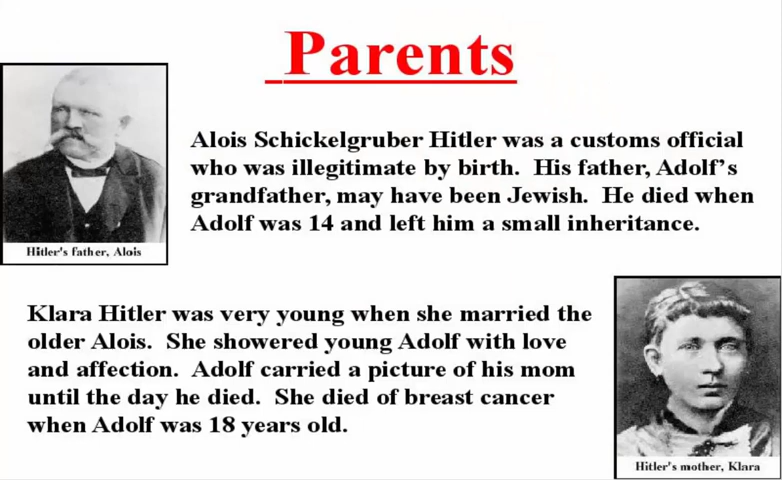 Parents
Alois Schickelgruber Hitler was a customs official
who was illegitimate by birth.  His father, Adolf's
grandfather, may have been Jewish.  He died when
Adolf was 14 and left him a small inheritance.
Hitler's father, Alois
Klara Hitler was very young when she married the
older Alois.  She showered young Adolf with love
and affection.  Adolf carried a picture of his mom
until the day he died.  She died of breast cancer
when Adolf was 18 years old.
Hitler's mother, Klara